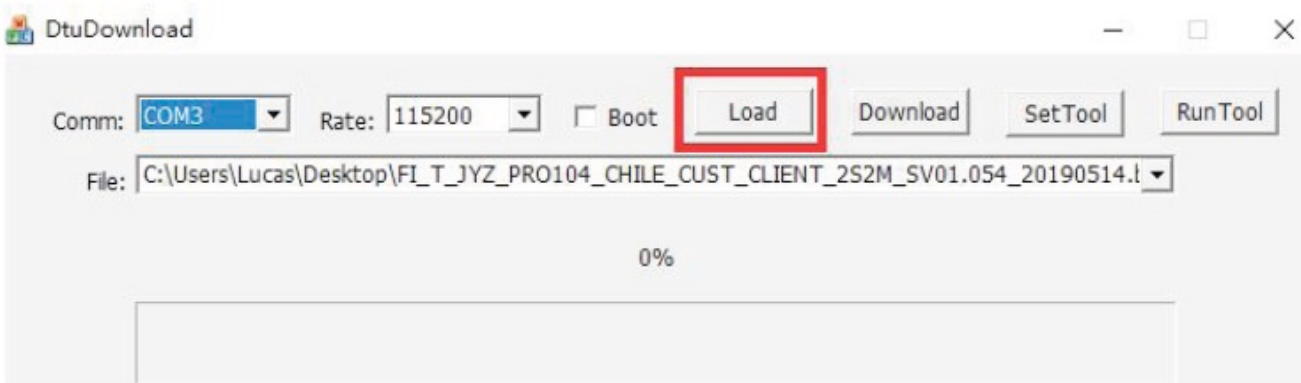 DtuDownload
Comm: COM3 Rate: 115200 Boot Load Download SetTool RunTool
File: C:\Users\Lucas\Desktop\FI_T_JYZ_PRO104_CHILE_CUST_CLIENT_2S2M_SV01.054_20190514.b
0%